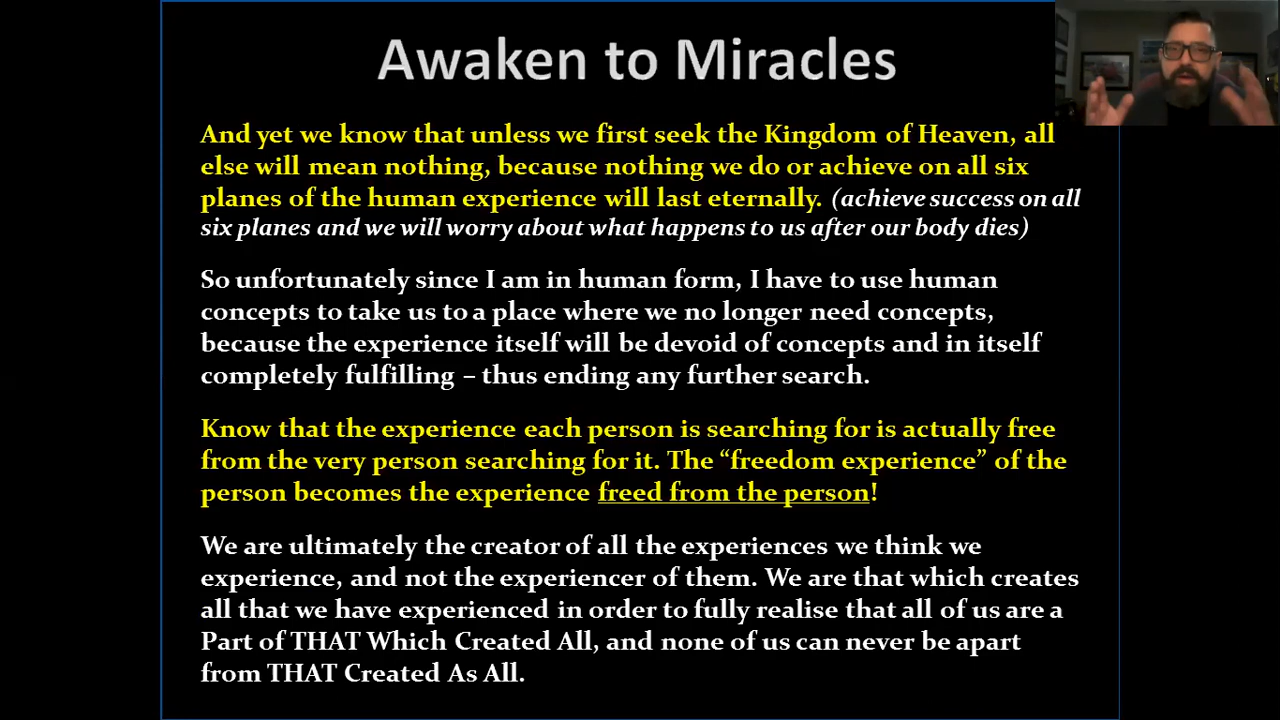 Awaken to Miracles
And yet we know that unless we first seek the Kingdom of Heaven, all
else will mean nothing, because nothing we do or achieve on all six
planes of the human experience will last eternally. (achieve success on all
six planes and we will worry about what happens to us after our body dies)
So unfortunately since I am in human form, I have to use human
concepts to take us to a place where we no longer need concepts,
because the experience itself will be devoid of concepts and in itself
completely fulfilling – thus ending any further search.
Know that the experience each person is searching for is actually free
from the very person searching for it. The “freedom experience” of the
person becomes the experience freed from the person!
We are ultimately the creator of all the experiences we think we
experience, and not the experiencer of them. We are that which creates
all that we have experienced in order to fully realise that all of us are a
Part of THAT Which Created All, and none of us can never be apart
from THAT Created As All.